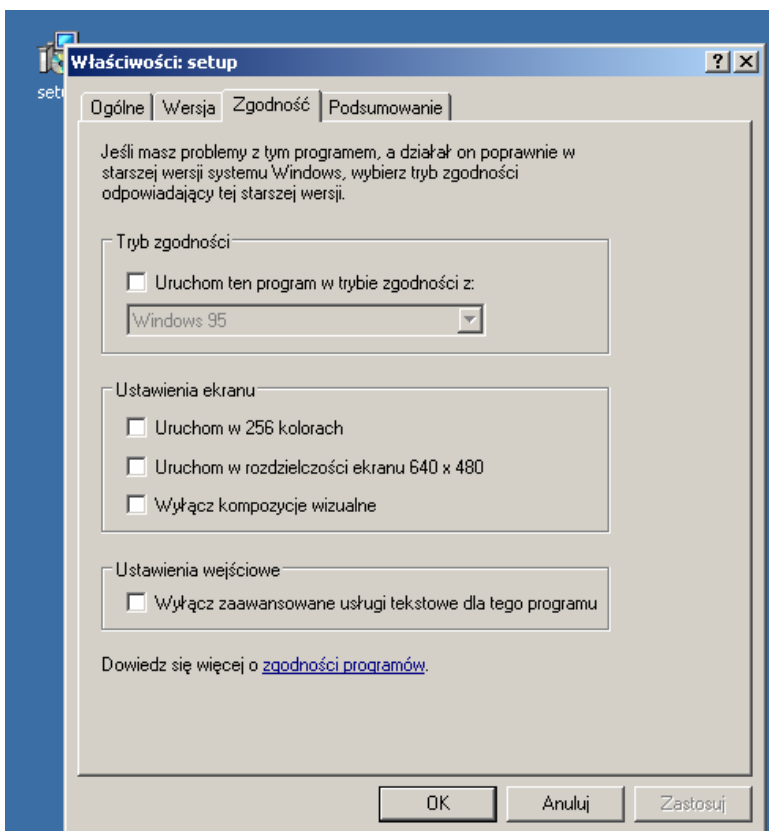 Właściwości: setup
Ogólne
Wersja
Zgodność
Podsumowanie
Jeśli masz problemy z tym programem, a działał on poprawnie w
starszej wersji systemu Windows, wybierz tryb zgodności
odpowiadający tej starszej wersji.
Tryb zgodności
Uruchom ten program w trybie zgodności z:
Windows 95
Ustawienia ekranu
Uruchom w 256 kolorach
Uruchom w rozdzielczości ekranu 640 x 480
Wyłącz kompozycje wizualne
Ustawienia wejściowe
Wyłącz zaawansowane usługi tekstowe dla tego programu
Dowiedz się więcej o zgodności programów.
OK
Anuluj
Zastosuj